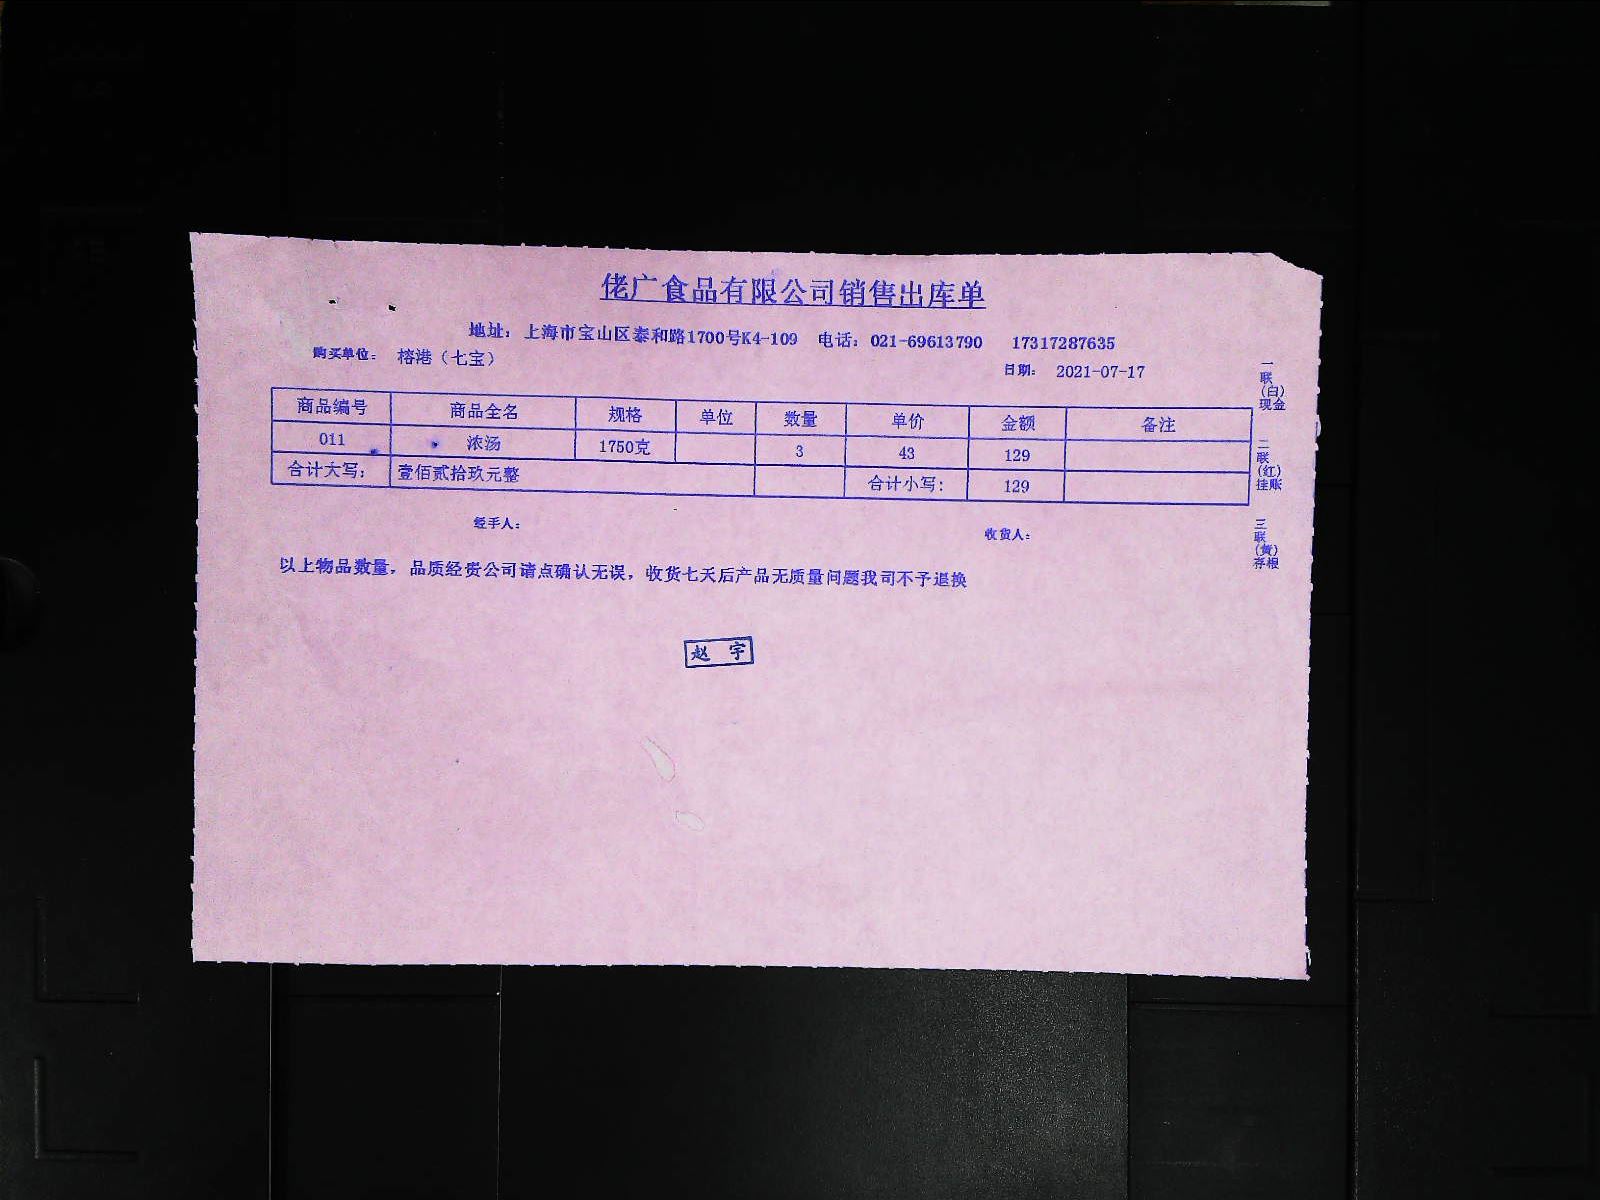 佬广食品有限公司销售出库单
地址：上海市宝山区泰和路1700号K4-109 电话：021-69613790 17317287635
购买单位： 榕港（七宝） 日期： 2021-07-17
商品编号 商品全名 规格 单位 数量 单价 金额 备注
011 浓汤 1750克 3 43 129
合计大写： 壹佰贰拾玖元整 合计小写： 129
经手人： 收货人：
以上物品数量，品质经贵公司请点确认无误，收货七天后产品无质量问题我司不予退换
赵 宇
一联（白）现金
二联（红）挂账
三联（黄）存根